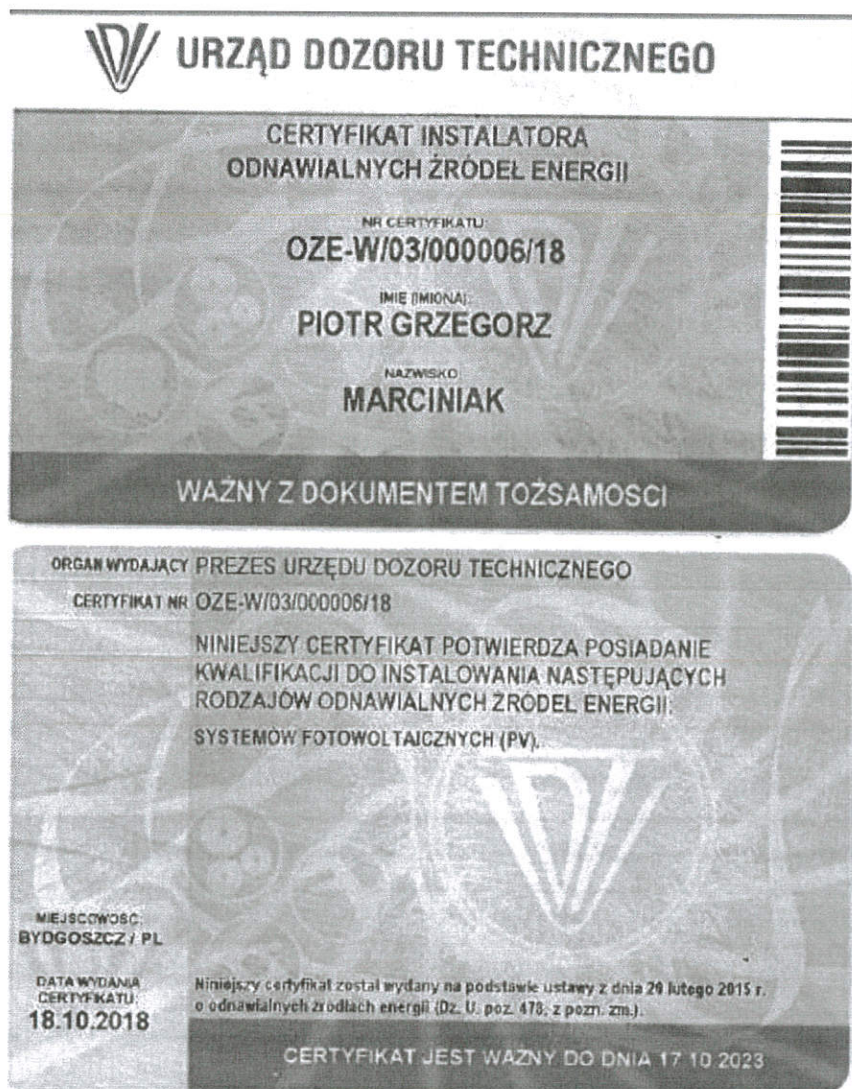 URZĄD DOZORU TECHNICZNEGO
CERTYFIKAT INSTALATORA
ODNAWIALNYCH ŹRÓDEŁ ENERGII
NR CERTYFIKATU:
OZE-W/03/000006/18
IMIĘ (IMIONA):
PIOTR GRZEGORZ
NAZWISKO
MARCINIAK
WAŻNY Z DOKUMENTEM TOŻSAMOŚCI
ORGAN WYDAJĄCY PREZES URZĘDU DOZORU TECHNICZNEGO
CERTYFIKAT NR OZE-W/03/000006/18
NINIEJSZY CERTYFIKAT POTWIERDZA POSIADANIE
KWALIFIKACJI DO INSTALOWANIA NASTĘPUJĄCYCH
RODZAJÓW ODNAWIALNYCH ŹRÓDEŁ ENERGII:
SYSTEMÓW FOTOWOLTAICZNYCH (PV).
MIEJSCOWOŚĆ:
BYDGOSZCZ / PL
DATA WYDANIA
CERTYFIKATU:
18.10.2018
Niniejszy certyfikat został wydany na podstawie ustawy z dnia 20 lutego 2015 r.
o odnawialnych źródłach energii (Dz. U. poz. 478, z pózn. zm.).
CERTYFIKAT JEST WAŻNY DO DNIA 17 10 2023